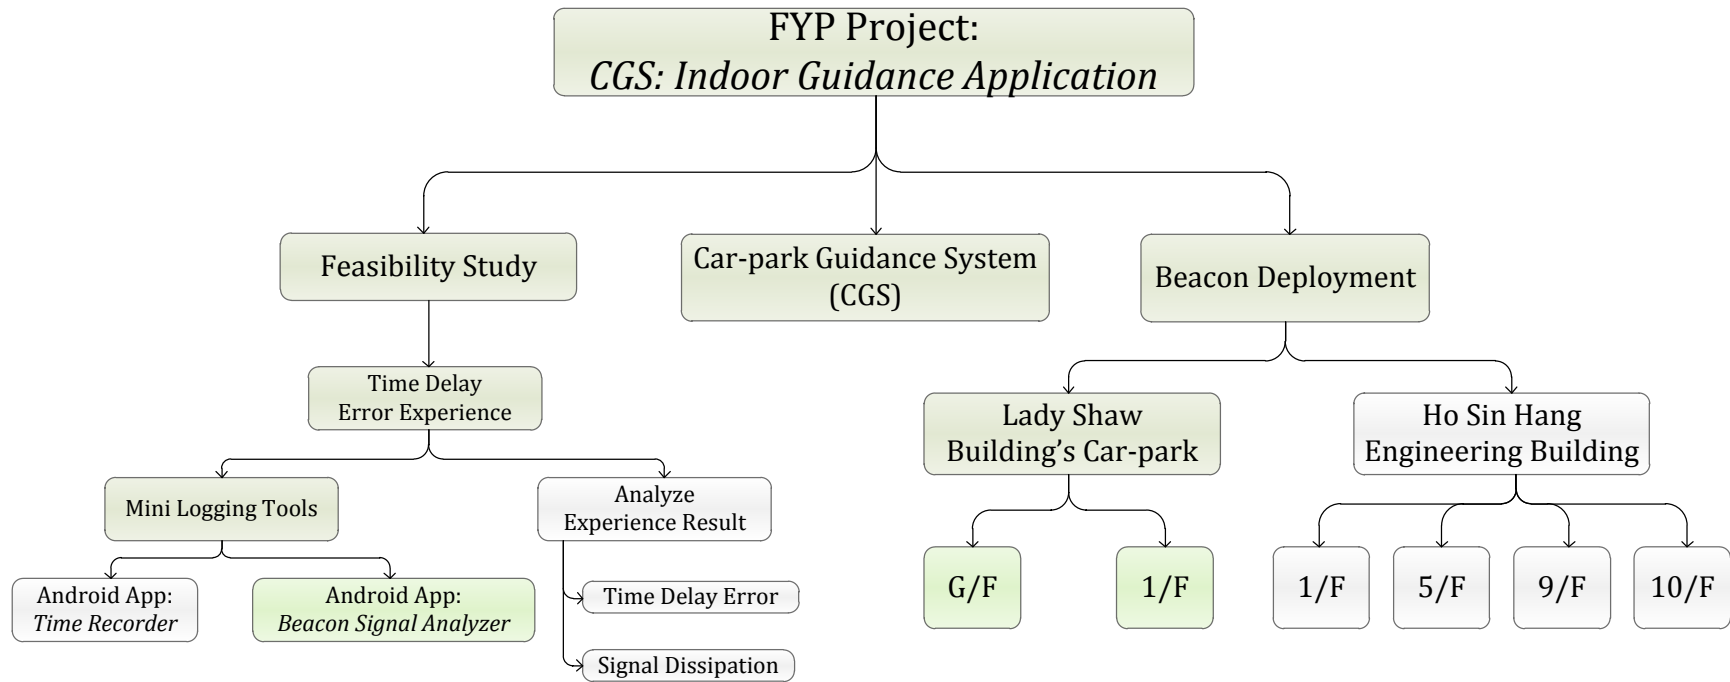 FYP Project:
CGS: Indoor Guidance Application
Feasibility Study
Car-park Guidance System
(CGS)
Beacon Deployment
Time Delay
Error Experience
Lady Shaw
Building’s Car-park
Ho Sin Hang
Engineering Building
Mini Logging Tools
Analyze
Experience Result
G/F
1/F
1/F
5/F
9/F
10/F
Android App:
Time Recorder
Android App:
Beacon Signal Analyzer
Time Delay Error
Signal Dissipation